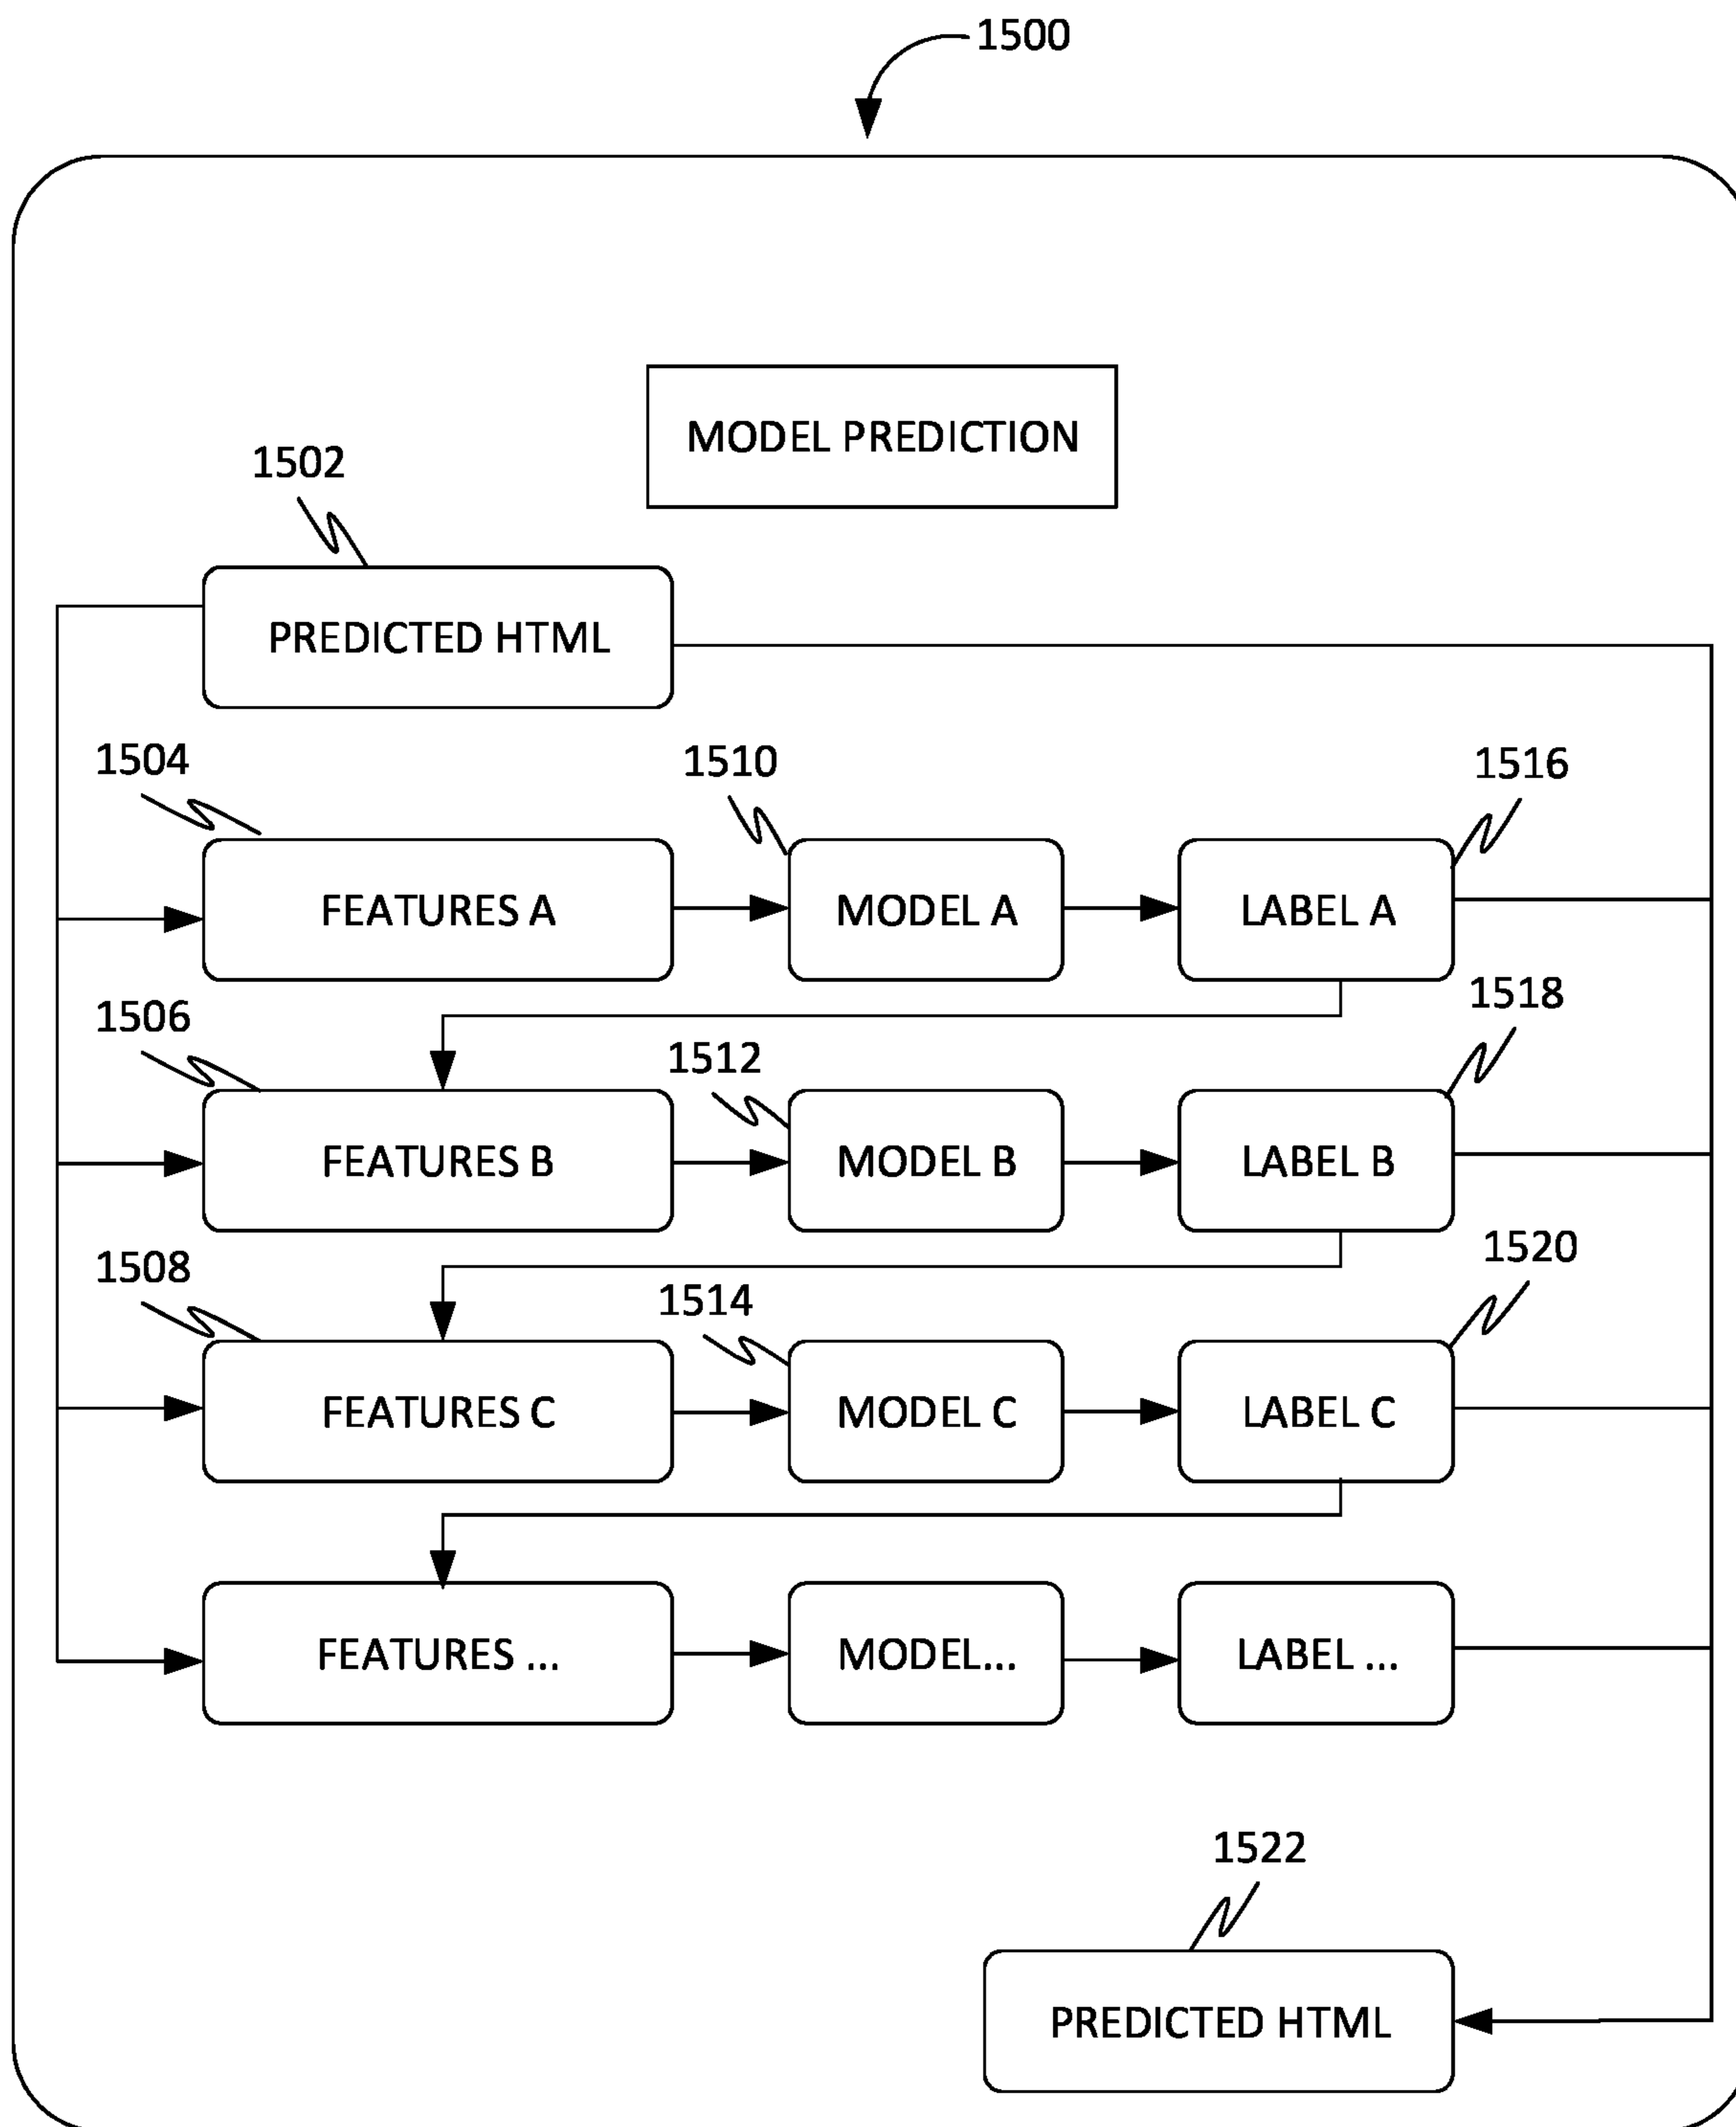 1500
MODEL PREDICTION
1502
PREDICTED HTML
1504
1510
1516
FEATURES A
MODEL A
LABEL A
1506
1512
1518
FEATURES B
MODEL B
LABEL B
1508
1514
1520
FEATURES C
MODEL C
LABEL C
FEATURES ...
MODEL...
LABEL ...
1522
PREDICTED HTML